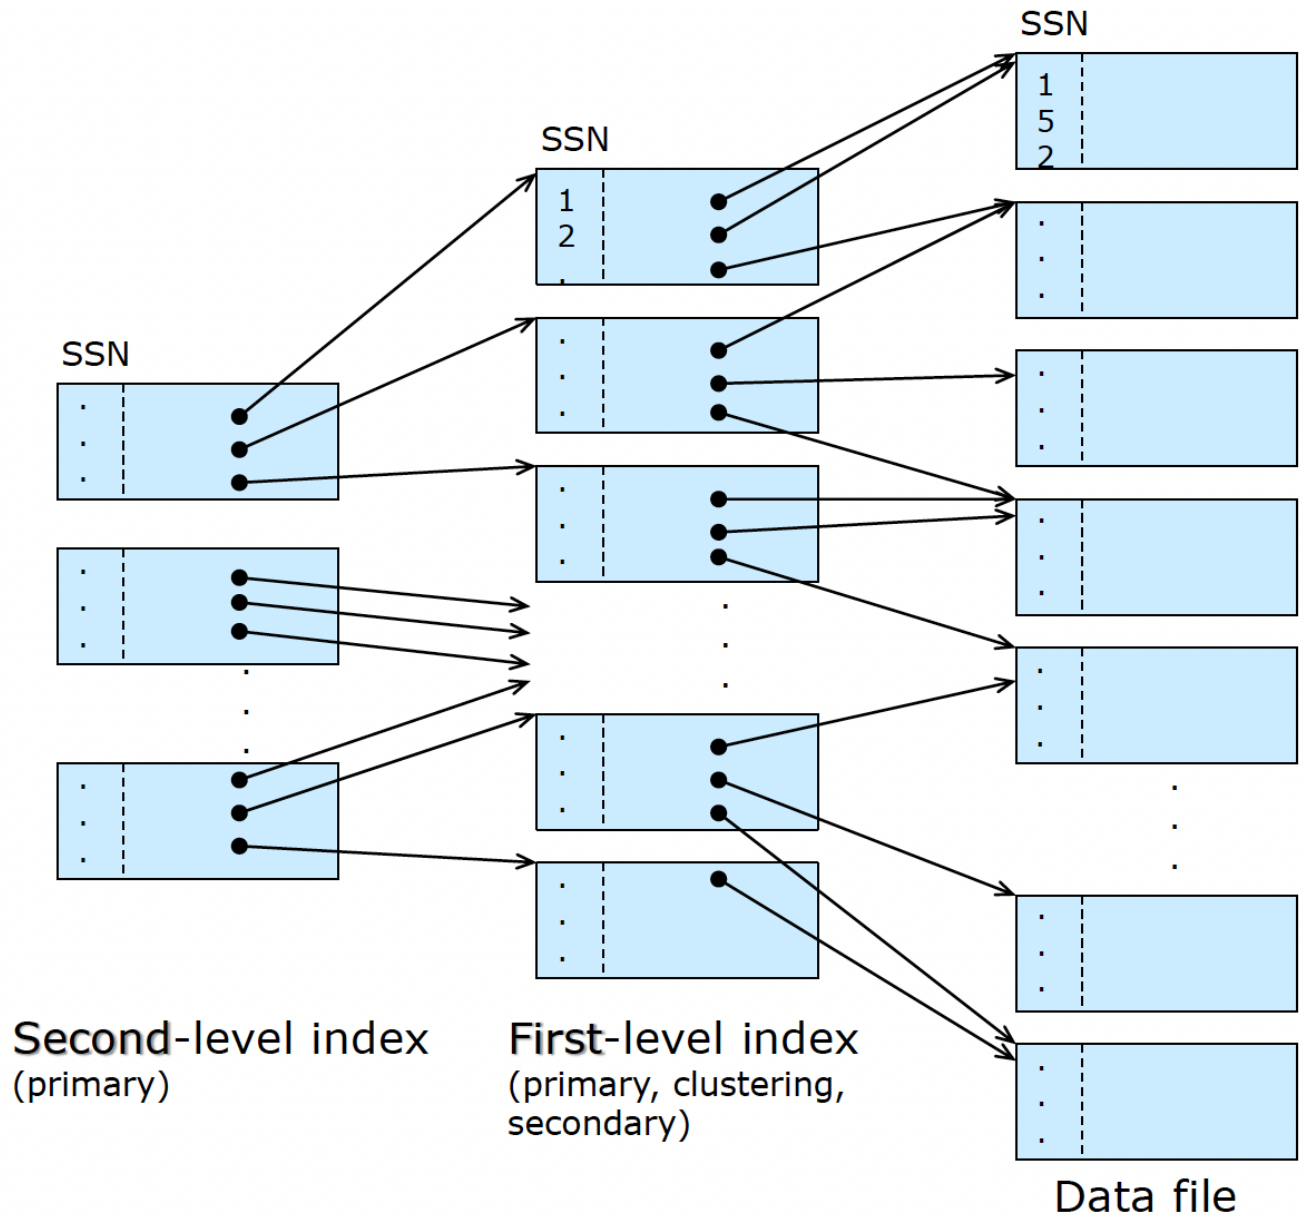 SSN
1
5
2
SSN
1
2
.
SSN
Second-level index
(primary)
First-level index
(primary, clustering,
secondary)
Data file